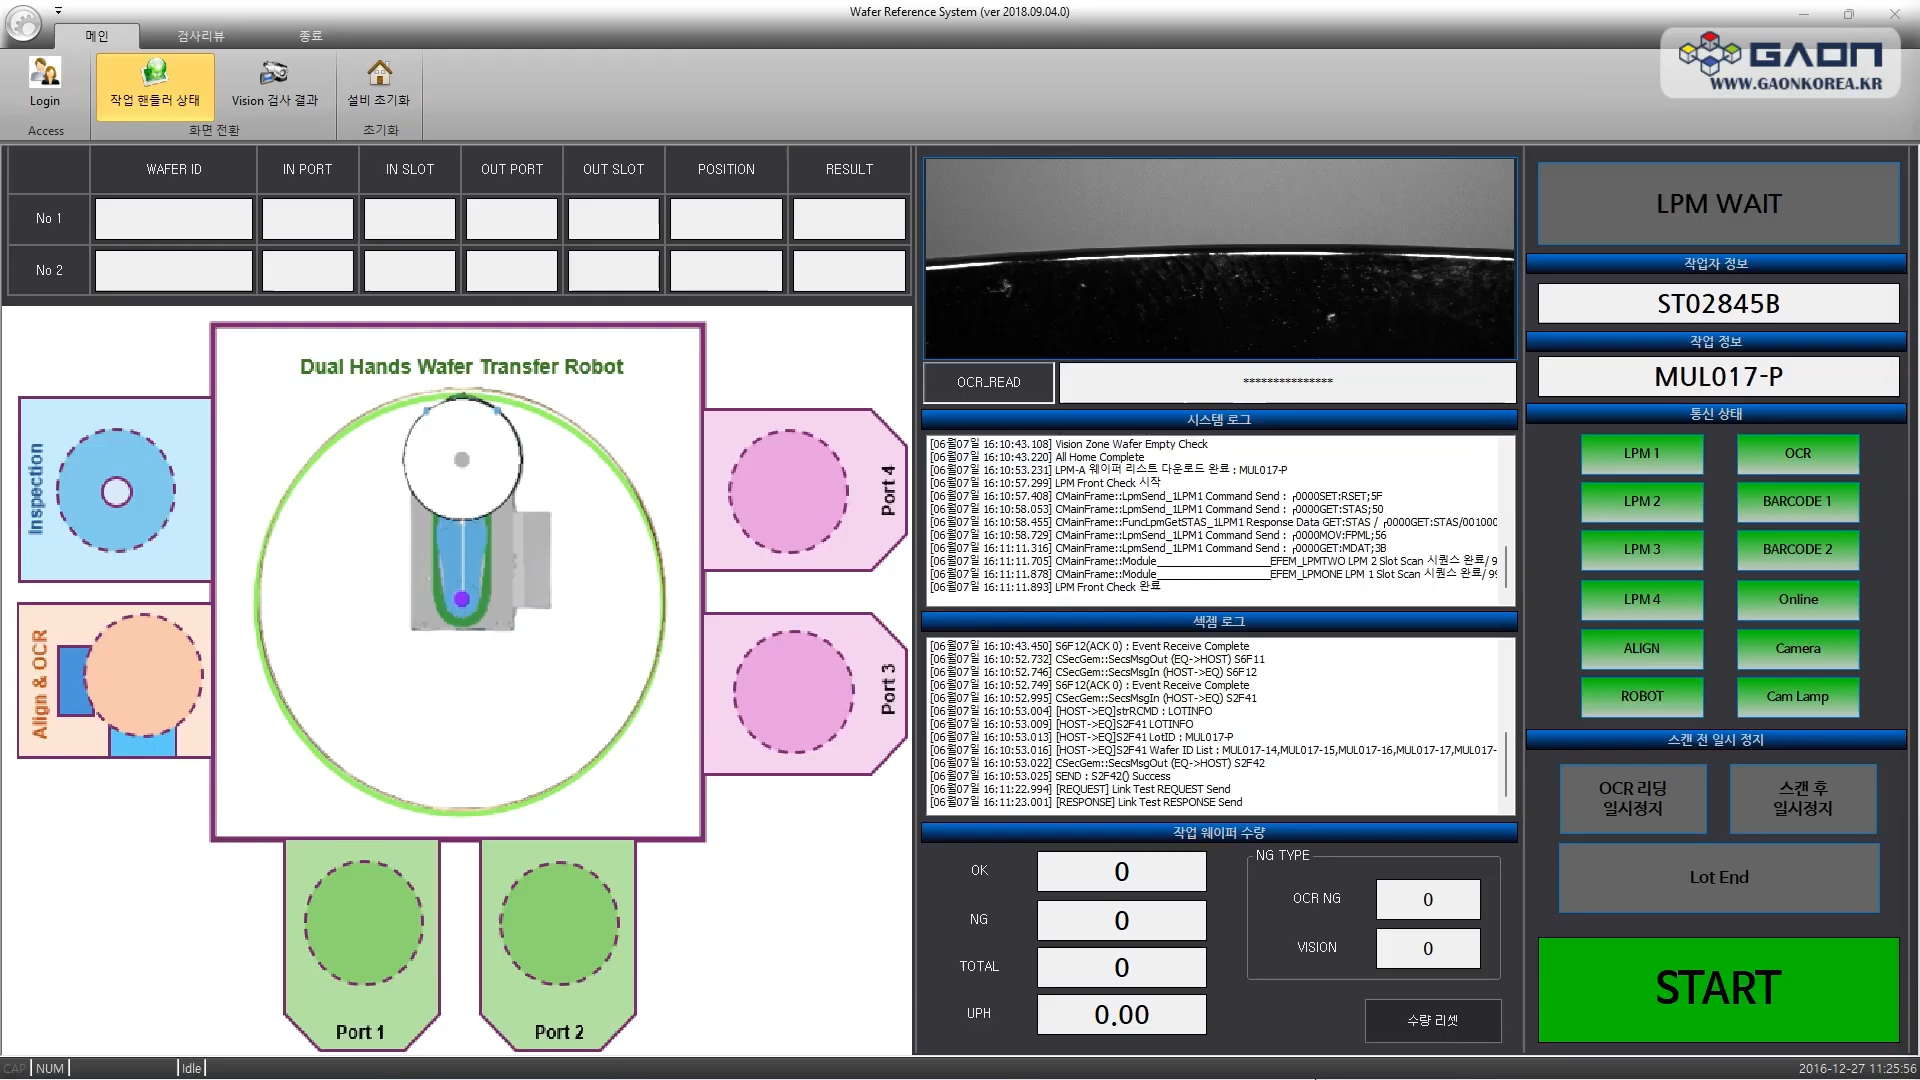 Wafer Reference System (ver 2018.09.04.0)
메인
검사리뷰
종료
Login
작업 핸들러 상태
Vision 검사 결과
설비 초기화
Access
화면 전환
초기화
GAON
WWW.GAONKOREA.KR
WAFER ID
IN PORT
IN SLOT
OUT PORT
OUT SLOT
POSITION
RESULT
No 1
No 2
Dual Hands Wafer Transfer Robot
Inspection
Align & OCR
Port 4
Port 3
Port 1
Port 2
OCR_READ
***************
시스템 로그
[06월07일 16:10:43.108] Vision Zone Wafer Empty Check
[06월07일 16:10:43.220] All Home Complete
[06월07일 16:10:53.231] LPM-A 웨이퍼 리스트 다운로드 완료 : MUL017-P
[06월07일 16:10:57.299] LPM Front Check 시작
[06월07일 16:10:57.408] CMainFrame::LpmSend_1LPM1 Command Send : ┌0000SET:RSET;5F
[06월07일 16:10:58.053] CMainFrame::LpmSend_1LPM1 Command Send : ┌0000GET:STAS;50
[06월07일 16:10:58.455] CMainFrame::FuncLpmGetSTAS_1LPM1 Response Data GET:STAS / ┌0000GET:STAS/001000
[06월07일 16:10:58.729] CMainFrame::LpmSend_1LPM1 Command Send : ┌0000MOV:FPML;56
[06월07일 16:11:11.316] CMainFrame::LpmSend_1LPM1 Command Send : ┌0000GET:MDAT;3B
[06월07일 16:11:11.705] CMainFrame::Module____________________EFEM_LPMTWO LPM 2 Slot Scan 시퀀스 완료/ 9
[06월07일 16:11:11.878] CMainFrame::Module____________________EFEM_LPMONE LPM 1 Slot Scan 시퀀스 완료/ 99
[06월07일 16:11:11.893] LPM Front Check 완료
섹젬 로그
[06월07일 16:10:43.450] S6F12(ACK 0) : Event Receive Complete
[06월07일 16:10:52.732] CSecGem::SecsMsgOut (EQ->HOST) S6F11
[06월07일 16:10:52.746] CSecGem::SecsMsgIn (HOST->EQ) S6F12
[06월07일 16:10:52.749] S6F12(ACK 0) : Event Receive Complete
[06월07일 16:10:52.995] CSecGem::SecsMsgIn (HOST->EQ) S2F41
[06월07일 16:10:53.004] [HOST->EQ]strRCMD : LOTINFO
[06월07일 16:10:53.009] [HOST->EQ]S2F41 LOTINFO
[06월07일 16:10:53.013] [HOST->EQ]S2F41 LotID : MUL017-P
[06월07일 16:10:53.016] [HOST->EQ]S2F41 Wafer ID List : MUL017-14,MUL017-15,MUL017-16,MUL017-17,MUL017-
[06월07일 16:10:53.022] CSecGem::SecsMsgOut (EQ->HOST) S2F42
[06월07일 16:10:53.025] SEND : S2F42() Success
[06월07일 16:11:22.994] [REQUEST] Link Test REQUEST Send
[06월07일 16:11:23.001] [RESPONSE] Link Test RESPONSE Send
작업 웨이퍼 수량
OK
0
NG
0
TOTAL
0
UPH
0.00
NG TYPE
OCR NG
0
VISION
0
수량 리셋
LPM WAIT
작업자 정보
ST02845B
작업 정보
MUL017-P
통신 상태
LPM 1
OCR
LPM 2
BARCODE 1
LPM 3
BARCODE 2
LPM 4
Online
ALIGN
Camera
ROBOT
Cam Lamp
스캔 전 일시 정지
OCR 리딩
일시정지
스캔 후
일시정지
Lot End
START
CAP
NUM
Idle
2016-12-27 11:25:56